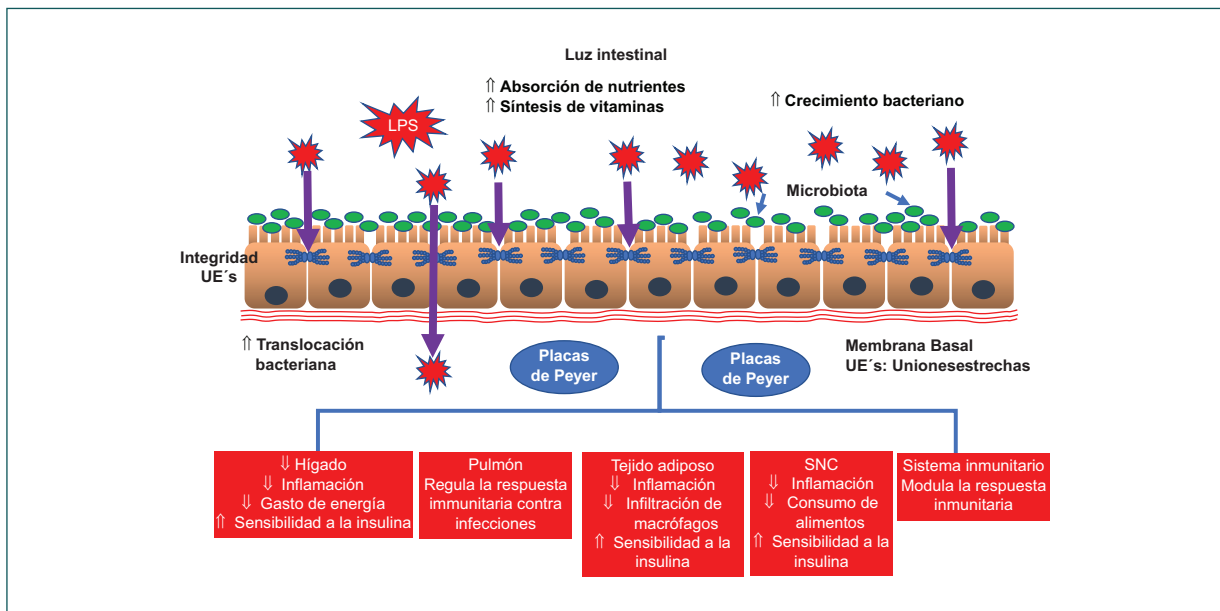 Luz intestinal
⇑ Absorción de nutrientes
⇑ Síntesis de vitaminas
⇑ Crecimiento bacteriano
LPS
Microbiota
Integridad
UE´s
⇑ Translocación
bacteriana
Placas
de Peyer
Placas
de Peyer
Membrana Basal
UE´s: Unionesestrechas
⇓ Hígado
⇓ Inflamación
⇓ Gasto de energía
⇑ Sensibilidad a la insulina
Pulmón
Regula la respuesta
immunitaria contra
infecciones
Tejido adiposo
⇓ Inflamación
⇓ Infiltración de
macrófagos
⇑ Sensibilidad a la
insulina
SNC
⇓ Inflamación
⇓ Consumo de
alimentos
⇑ Sensibilidad a la
insulina
Sistema inmunitario
Modula la respuesta
inmunitaria